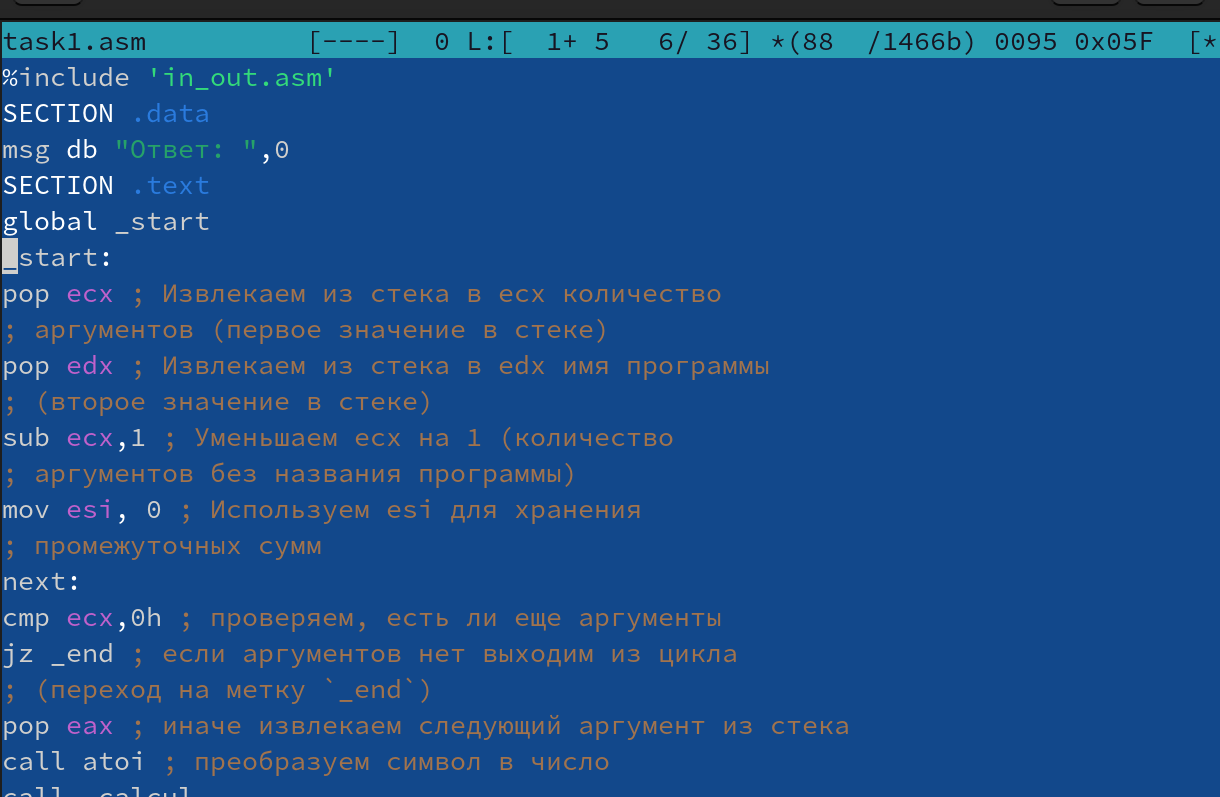 task1.asm [----] 0 L:[ 1+ 5 6/ 36] *(88 /1466b) 0095 0x05F [*
%include 'in_out.asm'
SECTION .data
msg db "Ответ: ",0
SECTION .text
global _start
_start:
pop ecx ; Извлекаем из стека в ecx количество
; аргументов (первое значение в стеке)
pop edx ; Извлекаем из стека в edx имя программы
; (второе значение в стеке)
sub ecx,1 ; Уменьшаем ecx на 1 (количество
; аргументов без названия программы)
mov esi, 0 ; Используем esi для хранения
; промежуточных сумм
next:
cmp ecx,0h ; проверяем, есть ли еще аргументы
jz _end ; если аргументов нет выходим из цикла
; (переход на метку `_end`)
pop eax ; иначе извлекаем следующий аргумент из стека
call atoi ; преобразуем символ в число
call